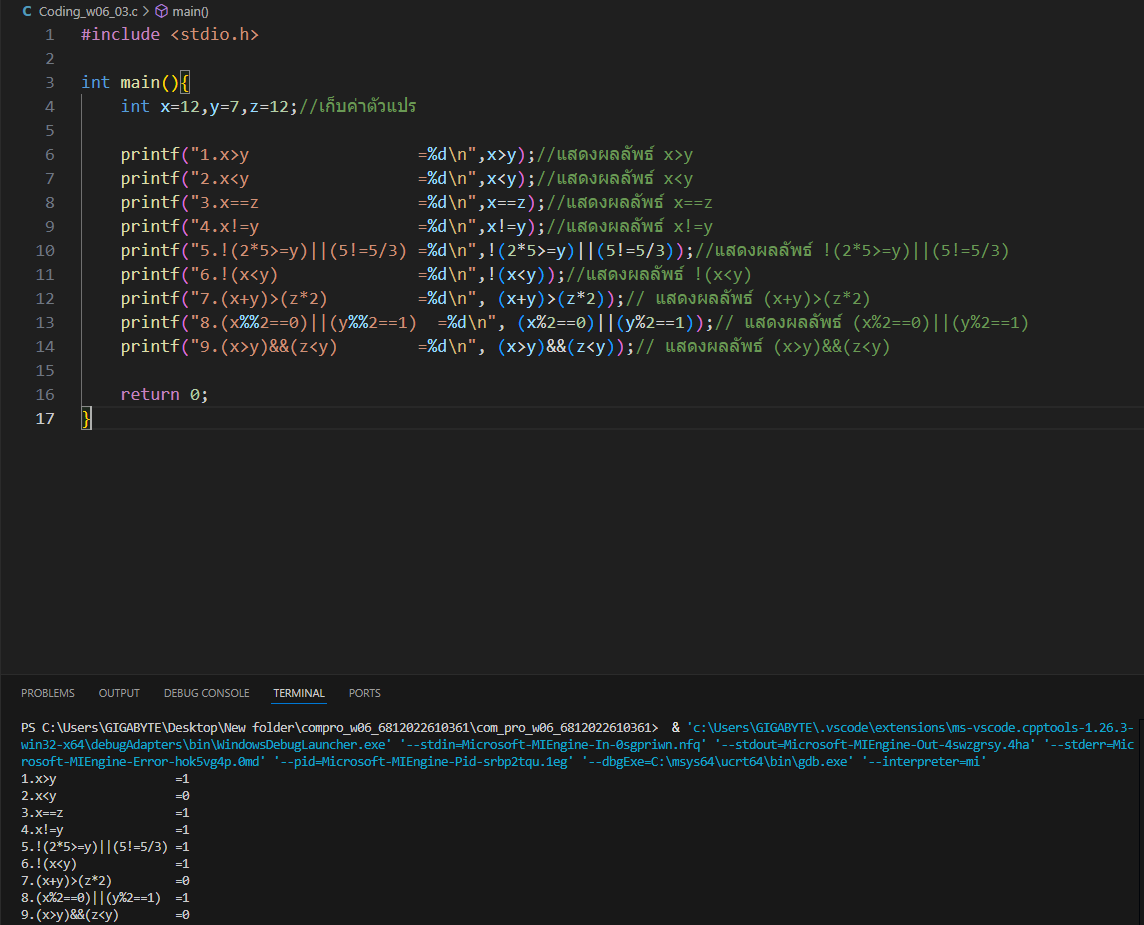 Coding_w06_03.c > main()
1 #include <stdio.h>
2
3 int main(){
4     int x=12,y=7,z=12;//เก็บค่าตัวแปร
5
6     printf("1.x>y                 =%d\n",x>y);//แสดงผลลัพธ์ x>y
7     printf("2.x<y                 =%d\n",x<y);//แสดงผลลัพธ์ x<y
8     printf("3.x==z                =%d\n",x==z);//แสดงผลลัพธ์ x==z
9     printf("4.x!=y                =%d\n",x!=y);//แสดงผลลัพธ์ x!=y
10     printf("5.!(2*5>=y)||(5!=5/3) =%d\n",!(2*5>=y)||(5!=5/3));//แสดงผลลัพธ์ !(2*5>=y)||(5!=5/3)
11     printf("6.!(x<y)              =%d\n",!(x<y));//แสดงผลลัพธ์ !(x<y)
12     printf("7.(x+y)>(z*2)         =%d\n", (x+y)>(z*2));// แสดงผลลัพธ์ (x+y)>(z*2)
13     printf("8.(x%%2==0)||(y%%2==1)  =%d\n", (x%2==0)||(y%2==1));// แสดงผลลัพธ์ (x%2==0)||(y%2==1)
14     printf("9.(x>y)&&(z<y)        =%d\n", (x>y)&&(z<y));// แสดงผลลัพธ์ (x>y)&&(z<y)
15
16     return 0;
17 }
PROBLEMS OUTPUT DEBUG CONSOLE TERMINAL PORTS
PS C:\Users\GIGABYTE\Desktop\New folder\compro_w06_6812022610361\com_pro_w06_6812022610361>  & 'c:\Users\GIGABYTE\.vscode\extensions\ms-vscode.cpptools-1.26.3-
win32-x64\debugAdapters\bin\WindowsDebugLauncher.exe' '--stdin=Microsoft-MIEngine-In-0sgpriwn.nfq' '--stdout=Microsoft-MIEngine-Out-4swzgrsy.4ha' '--stderr=Mic
rosoft-MIEngine-Error-hok5vg4p.0md' '--pid=Microsoft-MIEngine-Pid-srbp2tqu.1eg' '--dbgExe=C:\msys64\ucrt64\bin\gdb.exe' '--interpreter=mi'
1.x>y                 =1
2.x<y                 =0
3.x==z                =1
4.x!=y                =1
5.!(2*5>=y)||(5!=5/3) =1
6.!(x<y)              =1
7.(x+y)>(z*2)         =0
8.(x%2==0)||(y%2==1)  =1
9.(x>y)&&(z<y)        =0